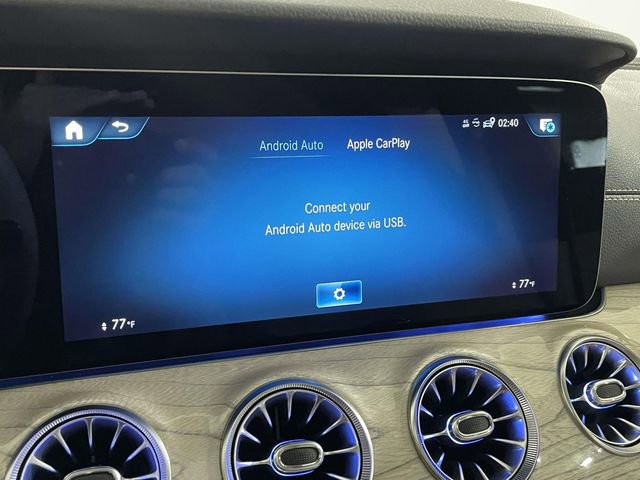 02:40
Android Auto Apple CarPlay
Connect your
Android Auto device via USB.
77°F
77°F